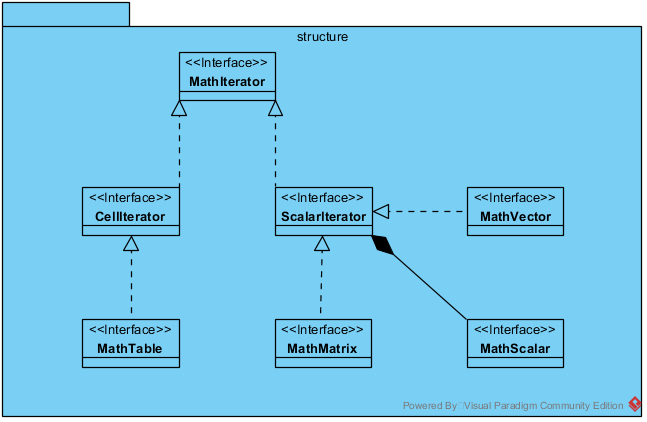 structure
<<Interface>>
MathIterator
<<Interface>>
CellIterator
<<Interface>>
ScalarIterator
<<Interface>>
MathVector
<<Interface>>
MathTable
<<Interface>>
MathMatrix
<<Interface>>
MathScalar
Powered By Visual Paradigm Community Edition